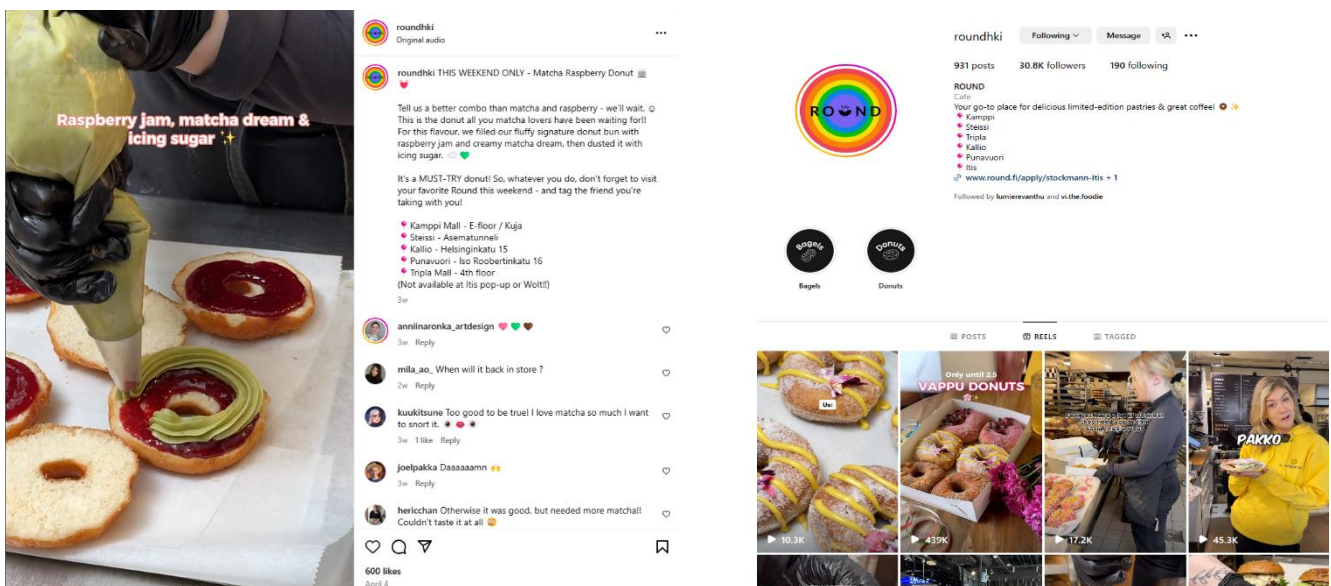 Raspberry jam, matcha dream &
icing sugar ✨
roundhki
Original audio
roundhki THIS WEEKEND ONLY - Matcha Raspberry Donut
Tell us a better combo than matcha and raspberry - we'll wait.
This is the donut all you matcha lovers have been waiting for!!
For this flavour, we filled our fluffy signature donut bun with
raspberry jam and creamy matcha dream, then dusted it with
icing sugar. ☁️💚
It's a MUST-TRY donut! So, whatever you do, don't forget to visit
your favorite Round this weekend - and tag the friend you're
taking with you!
📍 Kamppi Mall - E-floor / Kuja
📍 Steissi - Asematunneli
📍 Kallio - Helsinginkatu 15
📍 Punavuori - Iso Roobertinkatu 16
📍 Tripla Mall - 4th floor
(Not available at Itis pop-up or Wolt!!)
3w
anniinaronka_artdesign 🩷💚🤎
3w Reply
mila_ao_ When will it back in store ?
2w Reply
kuukitsune Too good to be true! I love matcha so much I want
to snort it. 👁️👄👁️
3w 1 like Reply
joelpakka Daaaaaamn 🙌
3w Reply
hericchan Otherwise it was good, but needed more matcha!!
Couldn't taste it at all
600 likes
April 4
roundhki Following Message
931 posts 30.8K followers 190 following
ROUND
Cafe
Your go-to place for delicious limited-edition pastries & great coffee! 🍩 ✨
📍 Kamppi
📍 Steissi
📍 Tripla
📍 Kallio
📍 Punavuori
📍 Itis
www.round.fi/apply/stockmann-itis + 1
Followed by lumierevanthu and vi.the.foodie
ROUND
Bagels
Donuts
Bagels
Donuts
POSTS REELS TAGGED
Us:
10.3K
Only until 2.5
VAPPU DONUTS
439K
17.2K
PAKKO
45.3K